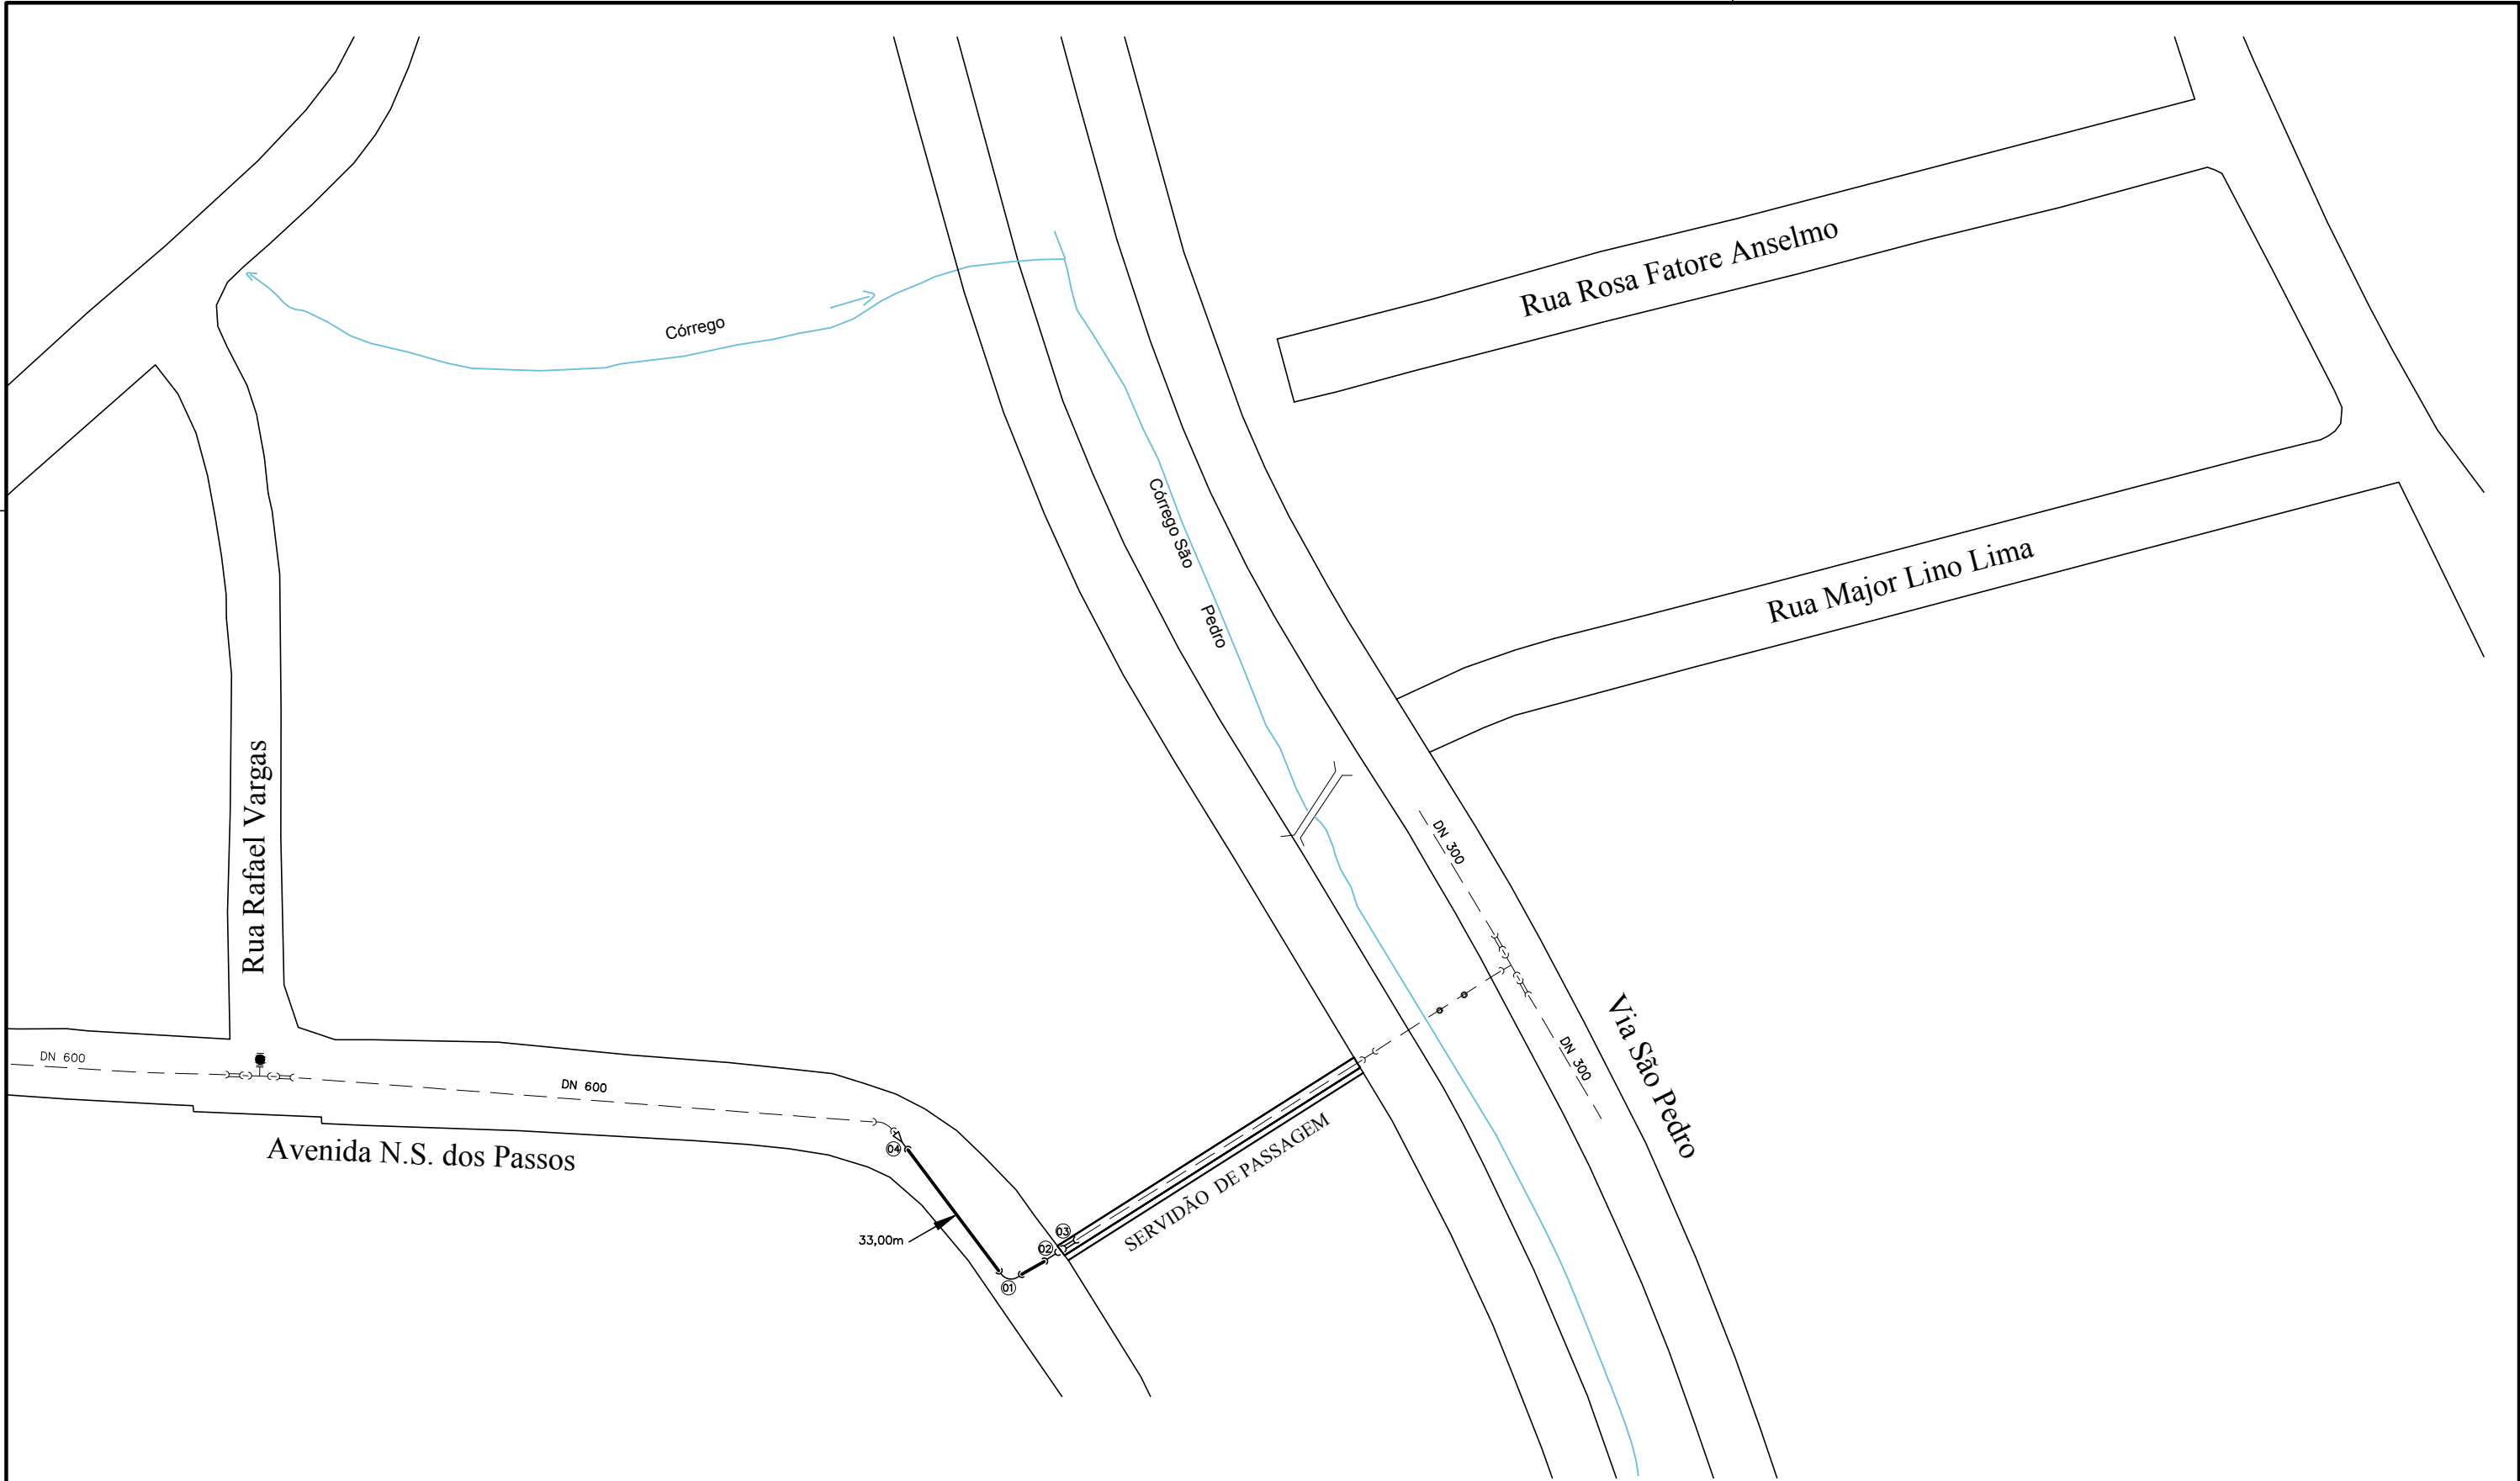 Rua Rosa Fatore Anselmo
Córrego
Córrego São
Pedro
Rua Major Lino Lima
Rua Rafael Vargas
DN 300
DN 300
Via São Pedro
DN 600
DN 600
Avenida N.S. dos Passos
04
33,00m
03
02
01
SERVIDÃO DE PASSAGEM